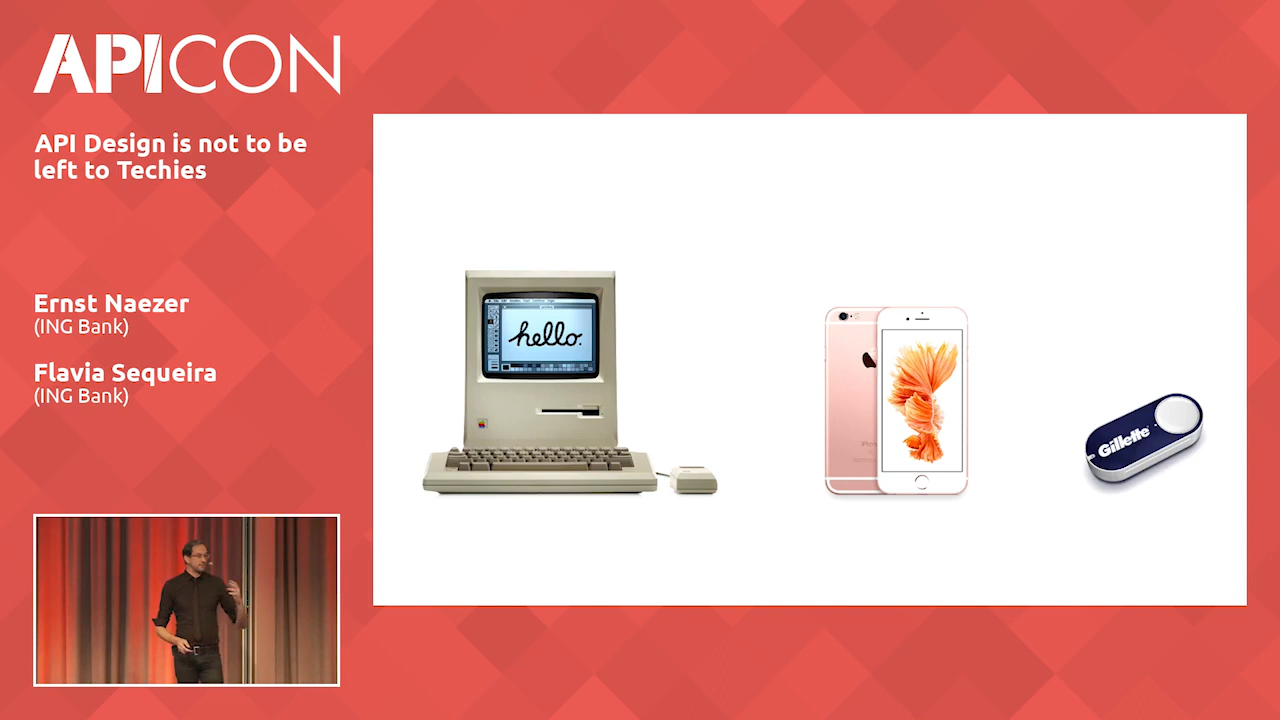 APICON
API Design is not to be
left to Techies
Ernst Naezer
(ING Bank)
Flavia Sequeira
(ING Bank)
hello.
Gillette